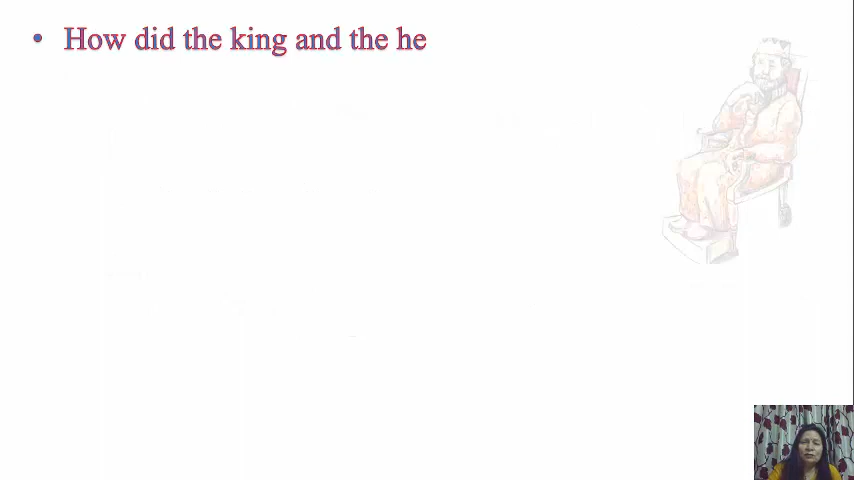 • How did the king and the he